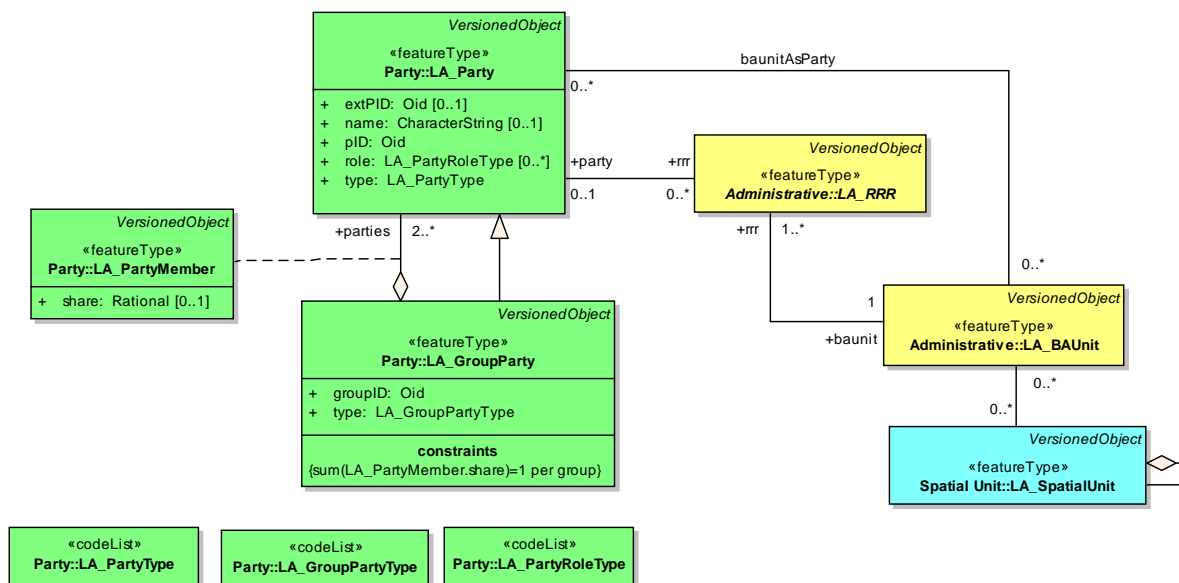 VersionedObject
«featureType»
Party::LA_Party
+ extPID: Oid [0..1]
+ name: CharacterString [0..1]
+ pID: Oid
+ role: LA_PartyRoleType [0..*]
+ type: LA_PartyType
baunitAsParty
0..*
0..*
+party
0..1
+rrr
0..*
VersionedObject
«featureType»
Administrative::LA_RRR
+rrr
1..*
1
+baunit
+parties
2..*
VersionedObject
«featureType»
Party::LA_PartyMember
+ share: Rational [0..1]
VersionedObject
«featureType»
Party::LA_GroupParty
+ groupID: Oid
+ type: LA_GroupPartyType
constraints
{sum(LA_PartyMember.share)=1 per group}
VersionedObject
«featureType»
Administrative::LA_BAUnit
0..*
0..*
VersionedObject
«featureType»
Spatial Unit::LA_SpatialUnit
«codeList»
Party::LA_PartyType
«codeList»
Party::LA_GroupPartyType
«codeList»
Party::LA_PartyRoleType